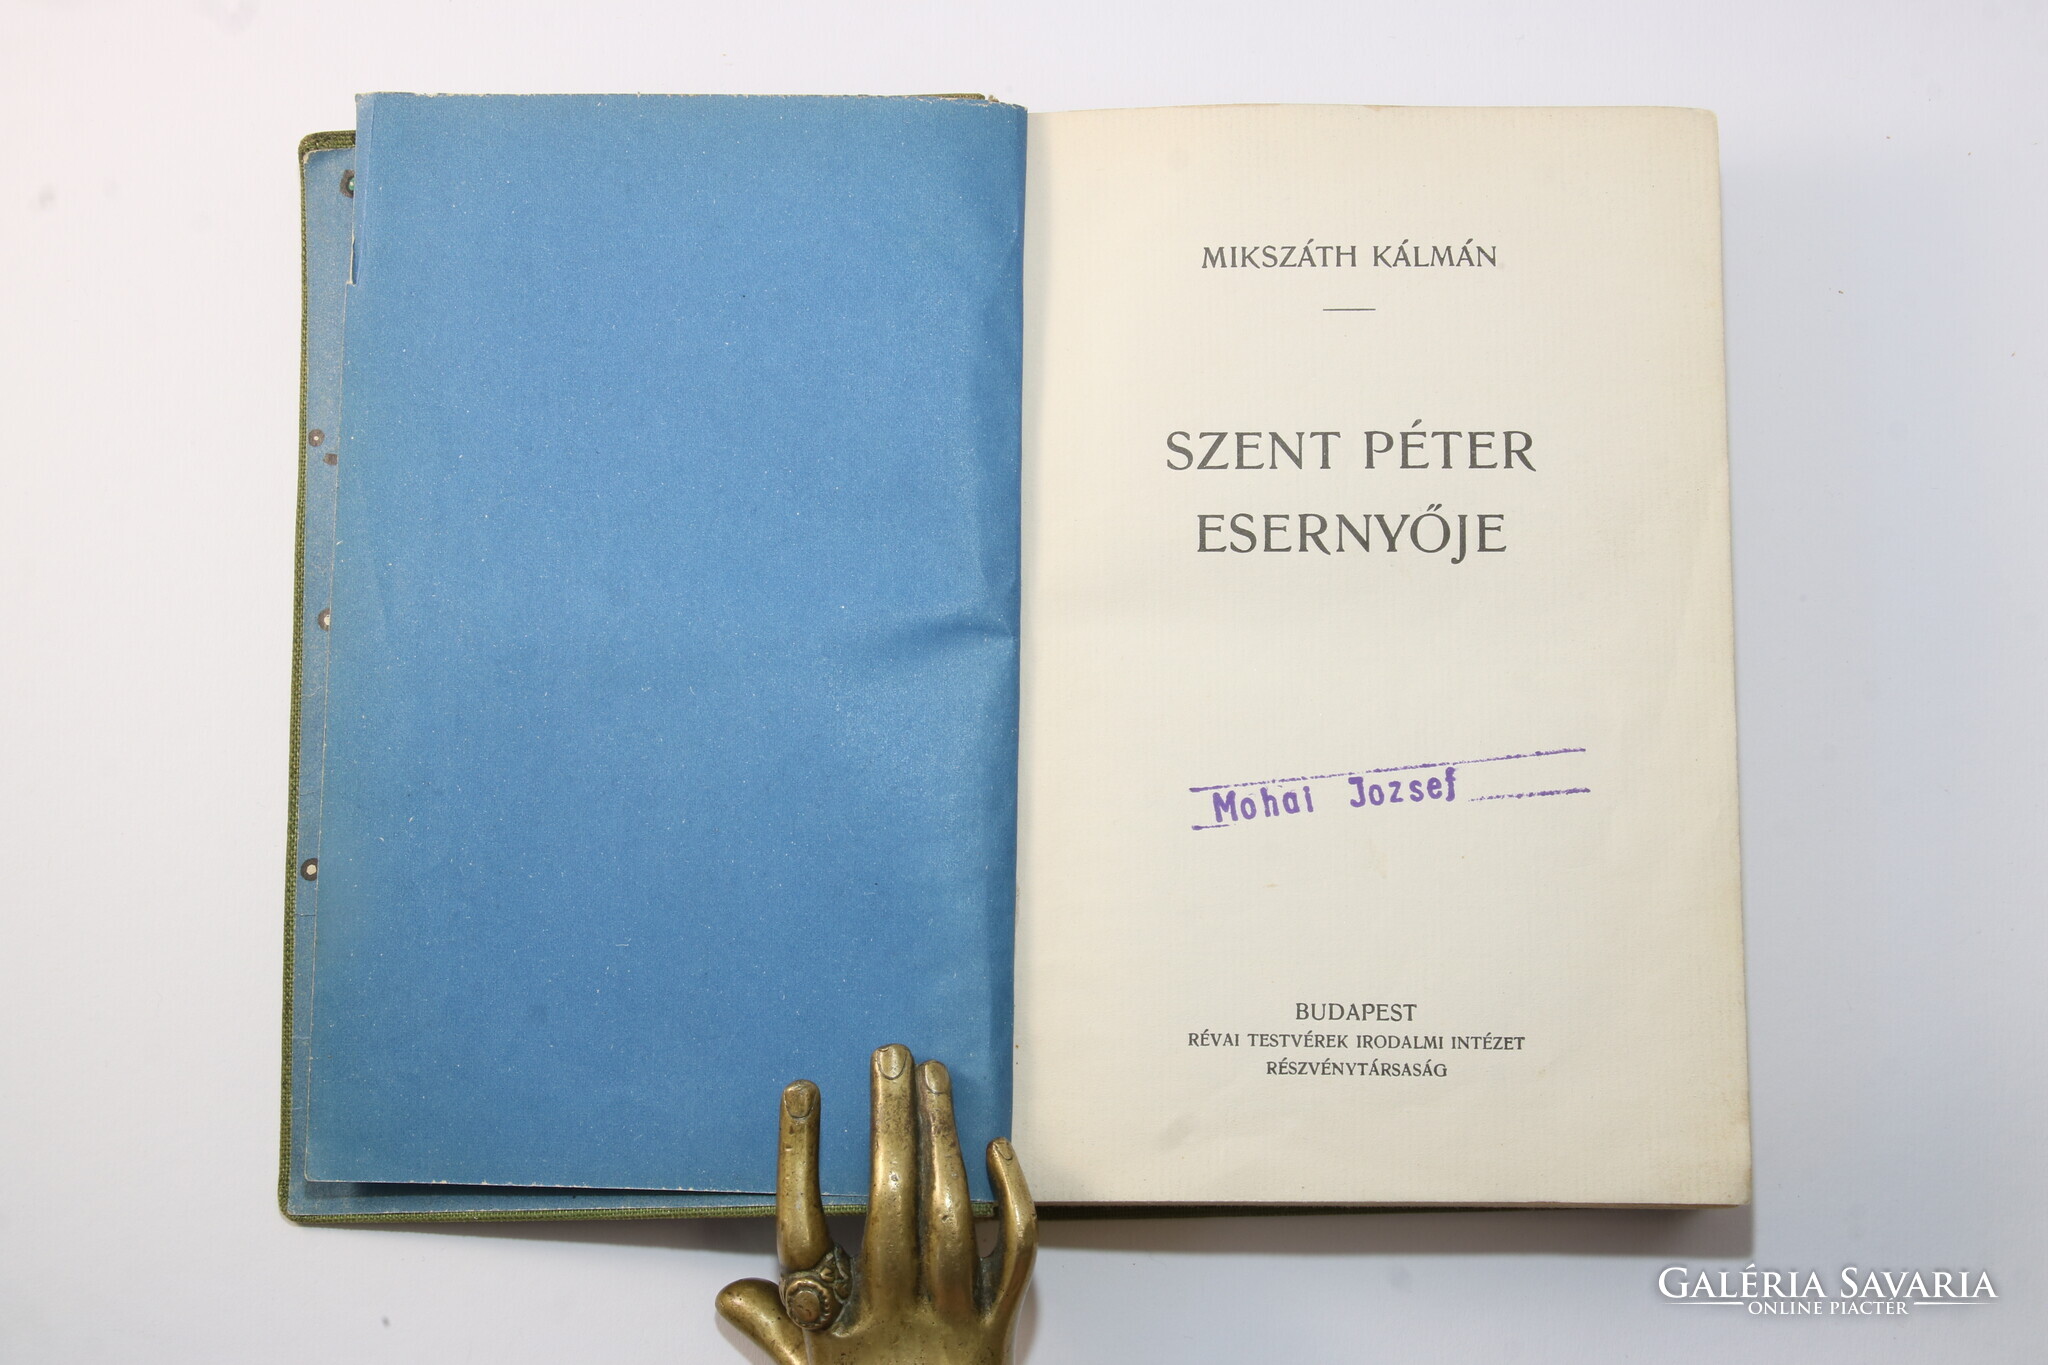 MIKSZÁTH KÁLMÁN
SZENT PÉTER
ESERNYŐJE
Mohai Jozsef
BUDAPEST
RÉVAI TESTVÉREK IRODALMI INTÉZET
RÉSZVÉNYTÁRSASÁG
GALÉRIA SAVARIA
ONLINE PIACTÉR